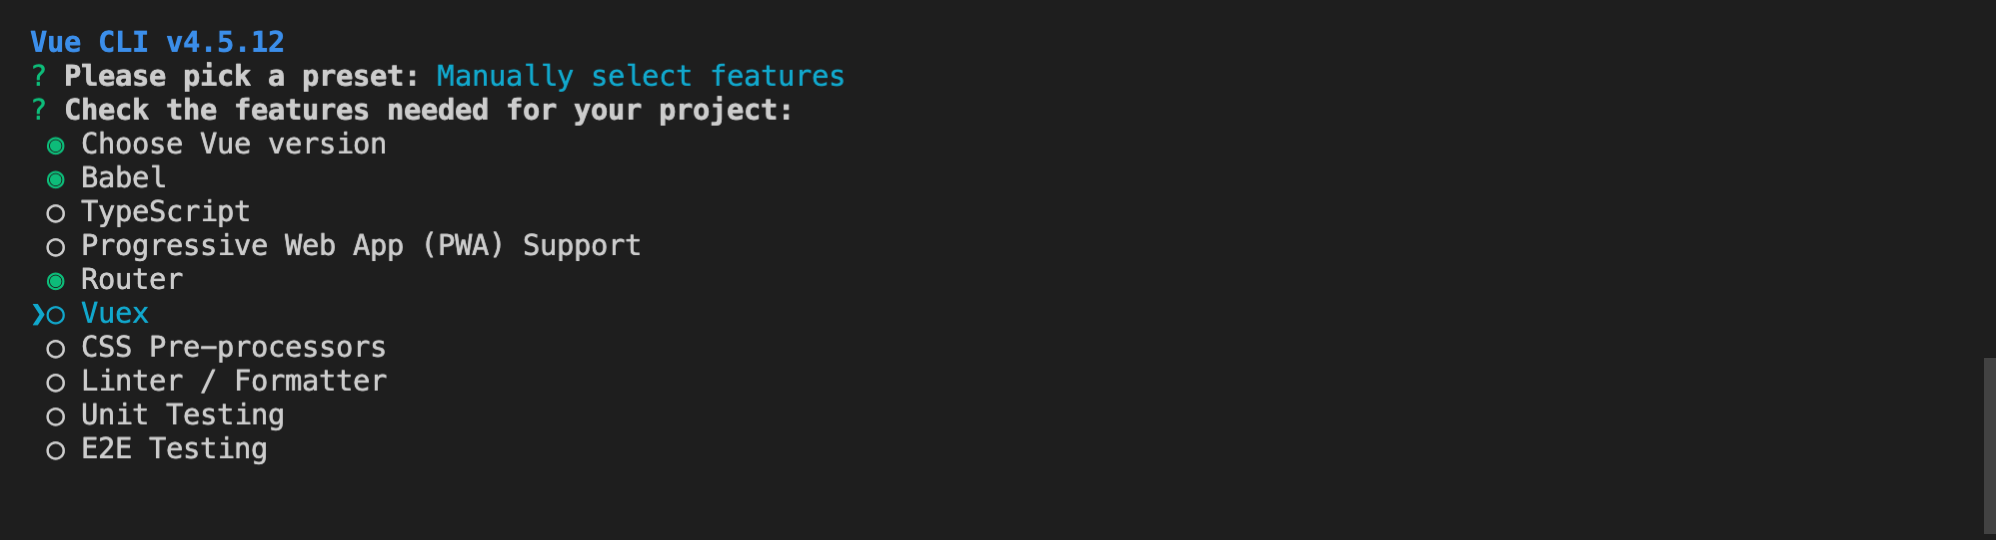 Vue CLI v4.5.12
? Please pick a preset: Manually select features
? Check the features needed for your project:
◉ Choose Vue version
◉ Babel
◯ TypeScript
◯ Progressive Web App (PWA) Support
◉ Router
❯◯ Vuex
◯ CSS Pre-processors
◯ Linter / Formatter
◯ Unit Testing
◯ E2E Testing